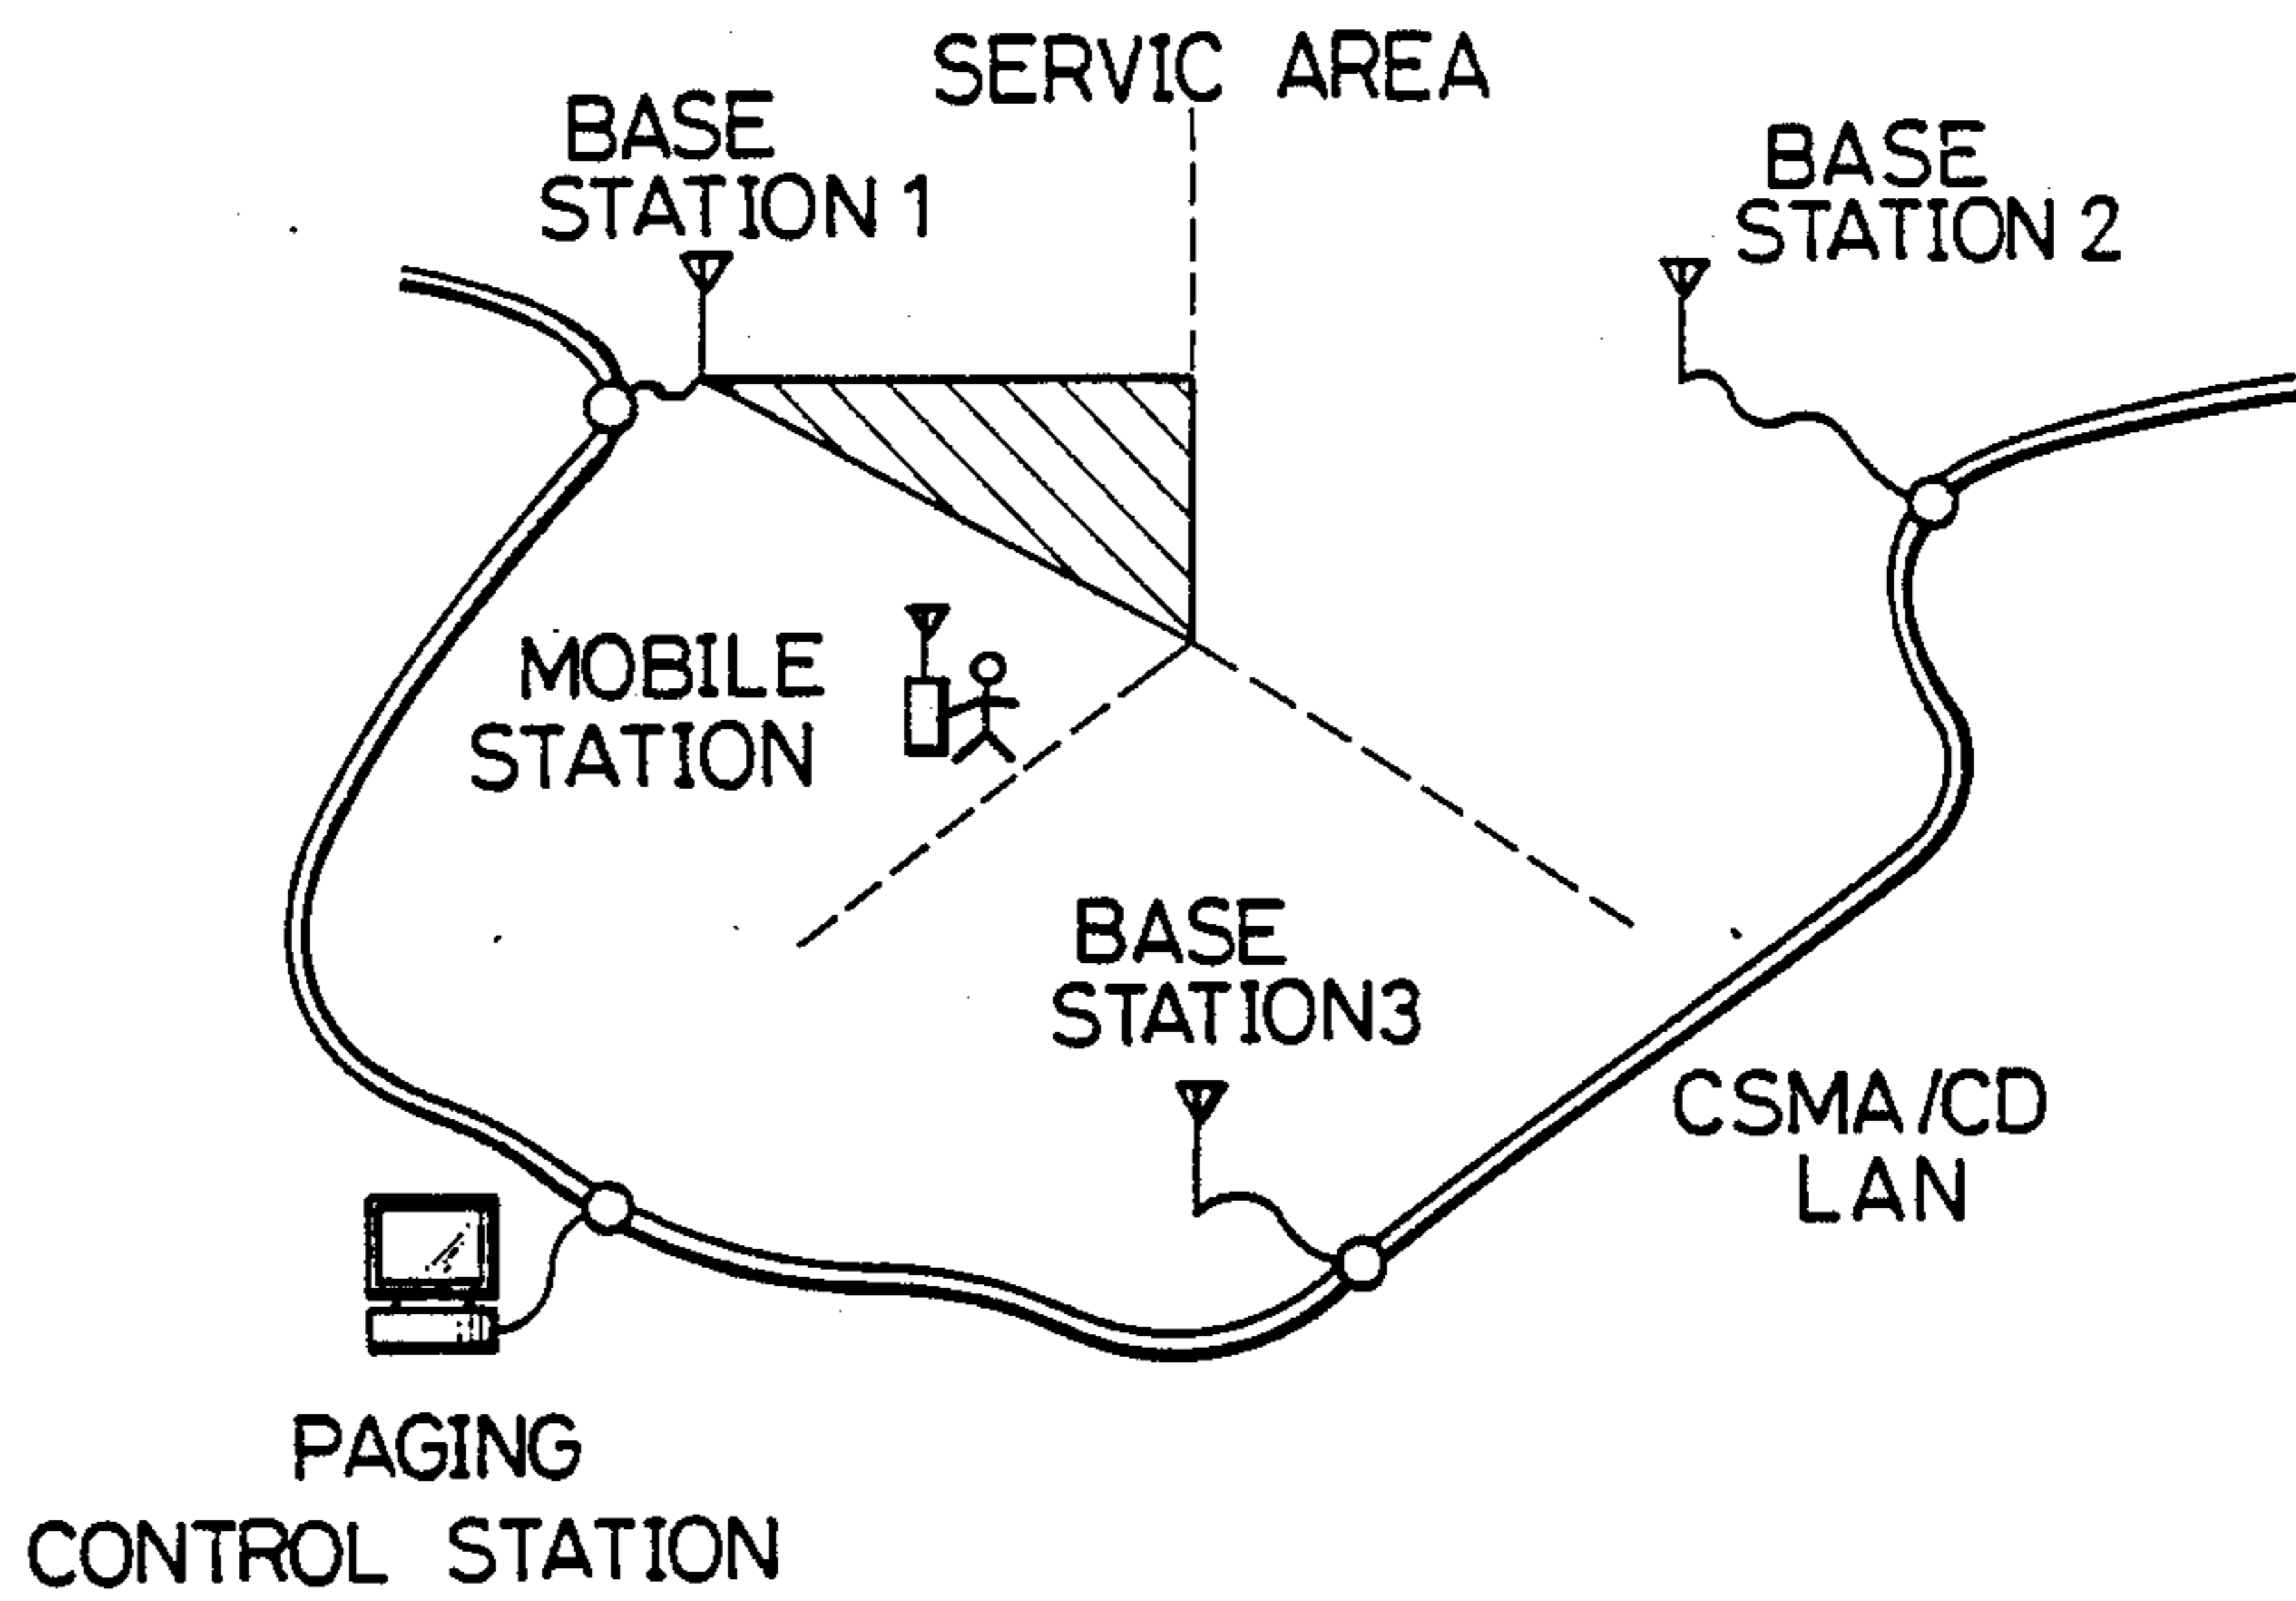 SERVIC AREA
BASE
STATION 1
BASE
STATION 2
MOBILE
STATION
BASE
STATION3
CSMA/CD
LAN
PAGING
CONTROL STATION